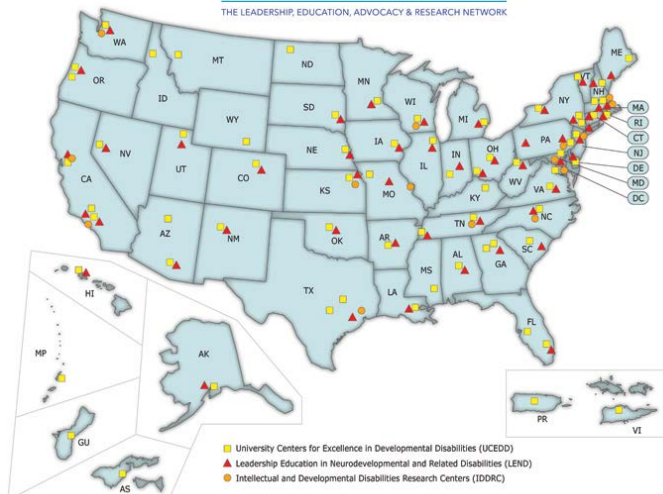 THE LEADERSHIP, EDUCATION, ADVOCACY & RESEARCH NETWORK
WA
MT
ND
ME
OR
ID
MN
VT
NH
SD
WI
NY
MA
WY
MI
RI
CT
NV
NE
IA
PA
NJ
UT
IL
IN
OH
DE
CA
CO
KS
MO
WV
MD
VA
DC
KY
AZ
NM
OK
AR
TN
NC
SC
MS
AL
GA
TX
LA
HI
FL
MP
AK
GU
AS
PR
VI
University Centers for Excellence in Developmental Disabilities (UCEDD)
Leadership Education in Neurodevelopmental and Related Disabilities (LEND)
Intellectual and Developmental Disabilities Research Centers (IDDRC)